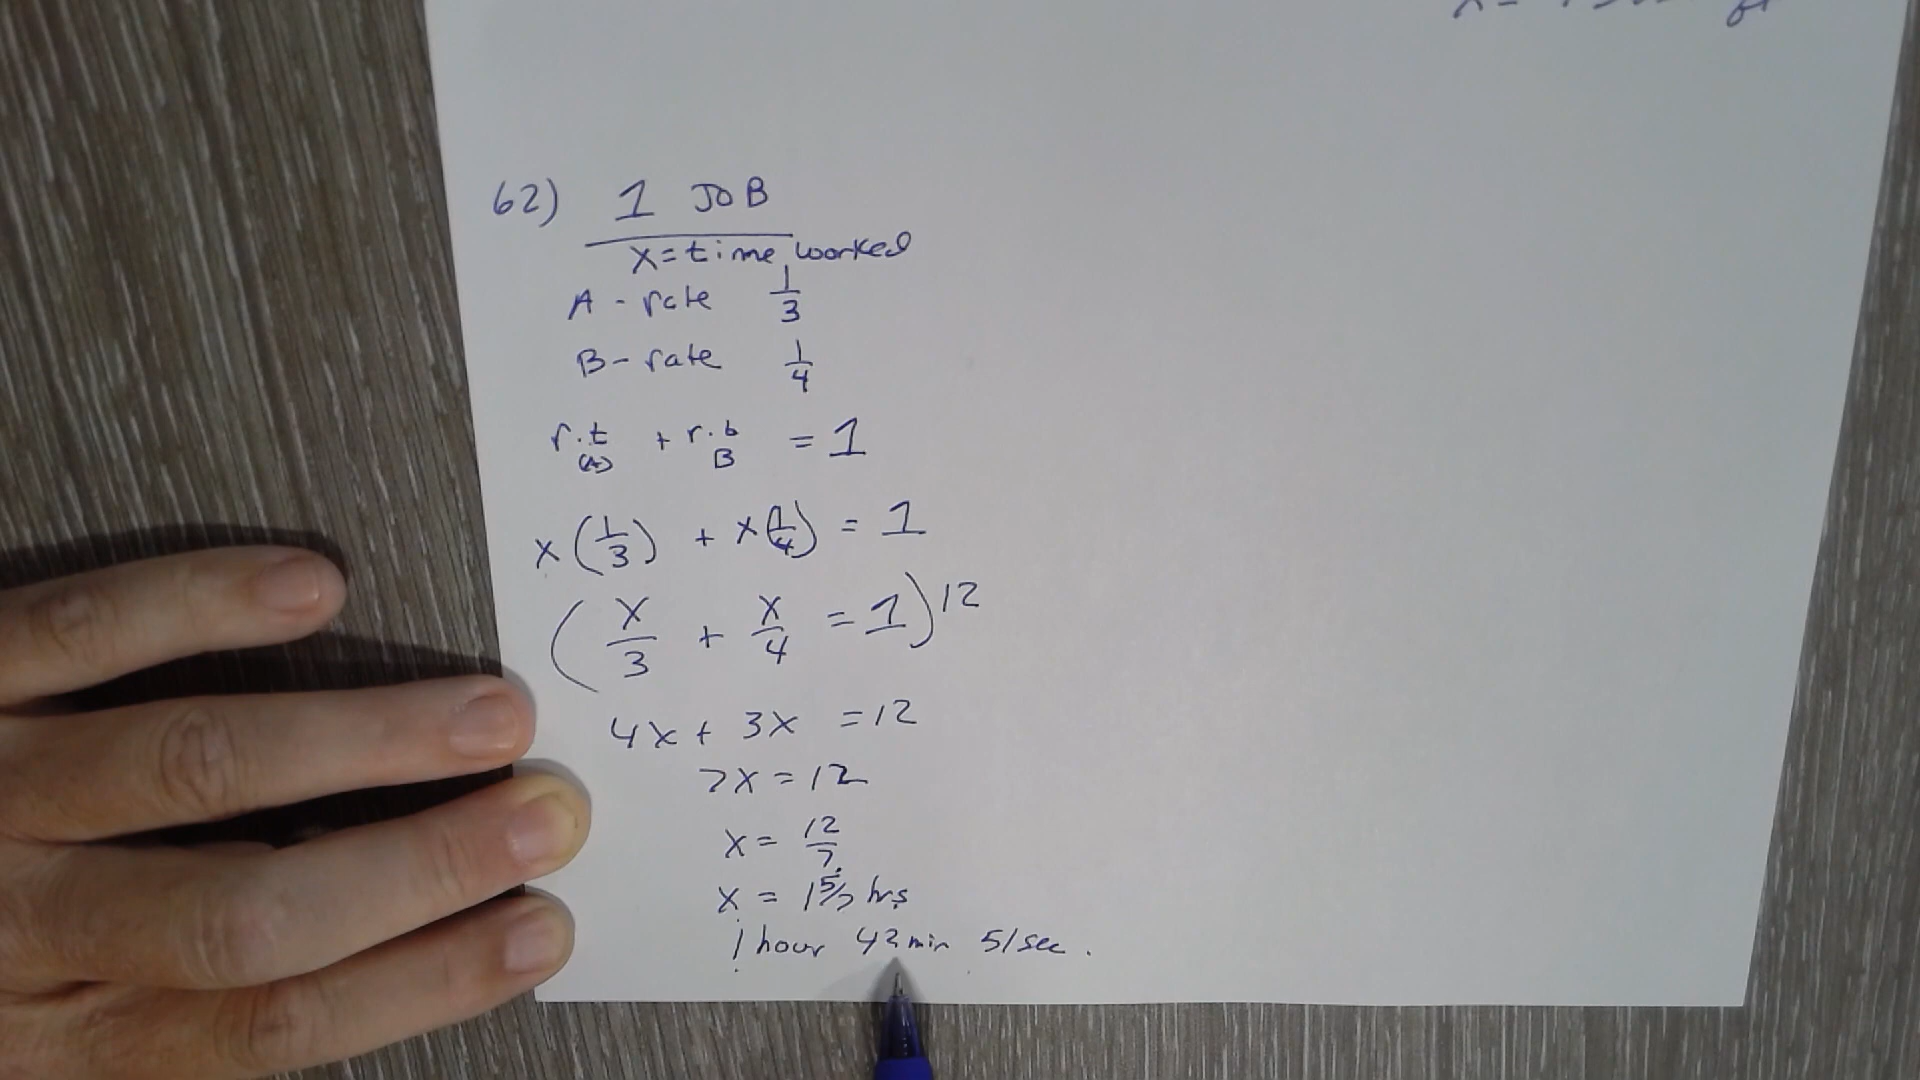 62) 1 JOB
x = time worked
A - rate 1/3
B - rate 1/4
r.t (A) + r.b B = 1
x(1/3) + x(1/4) = 1
(x/3 + x/4 = 1)12
4x + 3x = 12
7x = 12
x = 12/7
x = 1 5/7 hrs
1 hour 42 min 51 sec.